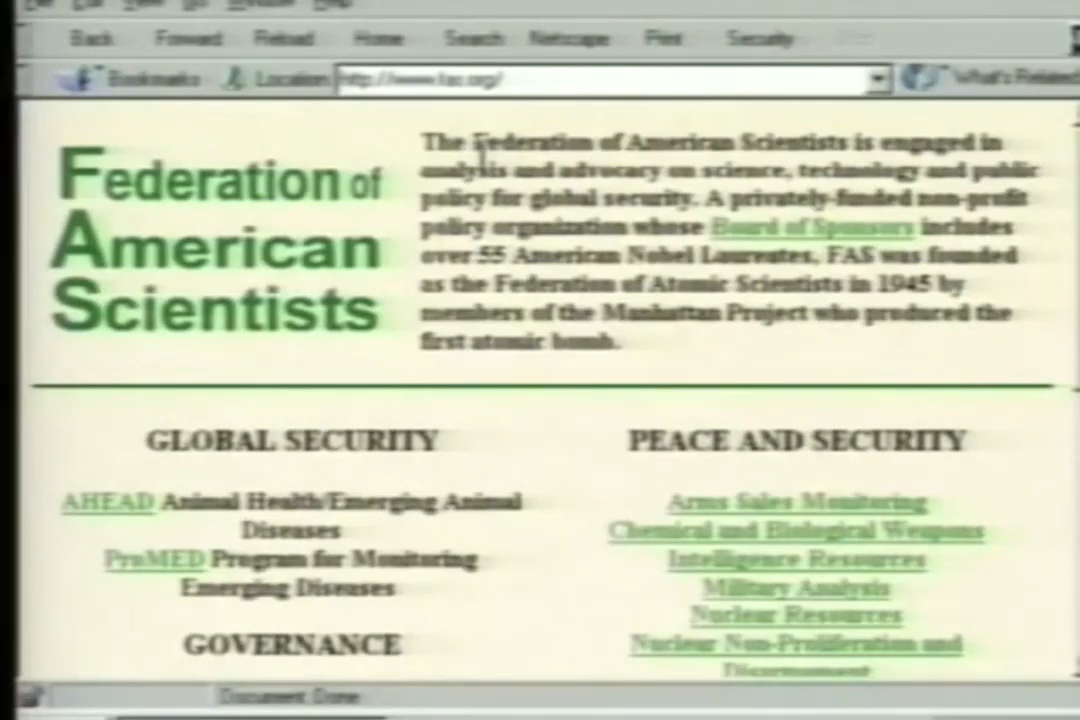 Back Forward Reload Home Search Netscape Print Security
Bookmarks Location http://www.fas.org/ What's Related
Federation of
American
Scientists
The Federation of American Scientists is engaged in
analysis and advocacy on science, technology and public
policy for global security. A privately-funded non-profit
policy organization whose Board of Sponsors includes
over 55 American Nobel Laureates, FAS was founded
as the Federation of Atomic Scientists in 1945 by
members of the Manhattan Project who produced the
first atomic bomb.
GLOBAL SECURITY
AHEAD Animal Health/Emerging Animal
Diseases
ProMED Program for Monitoring
Emerging Diseases
GOVERNANCE
PEACE AND SECURITY
Arms Sales Monitoring
Chemical and Biological Weapons
Intelligence Resources
Military Analysis
Nuclear Resources
Nuclear Non-Proliferation and
Disarmament
Document Done